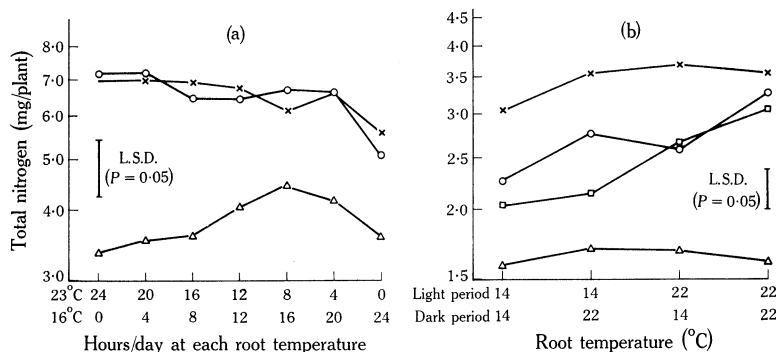 (a)
Total nitrogen (mg/plant)
8·0
7·0
6·0
5·0
4·0
3·0
L.S.D.
(P = 0·05)
23°C 24 20 16 12 8 4 0
16°C 0 4 8 12 16 20 24
Hours/day at each root temperature
(b)
4·5
4·0
3·5
3·0
2·5
2·0
1·5
L.S.D.
(P = 0·05)
Light period 14 14 22 22
Dark period 14 22 14 22
Root temperature (°C)